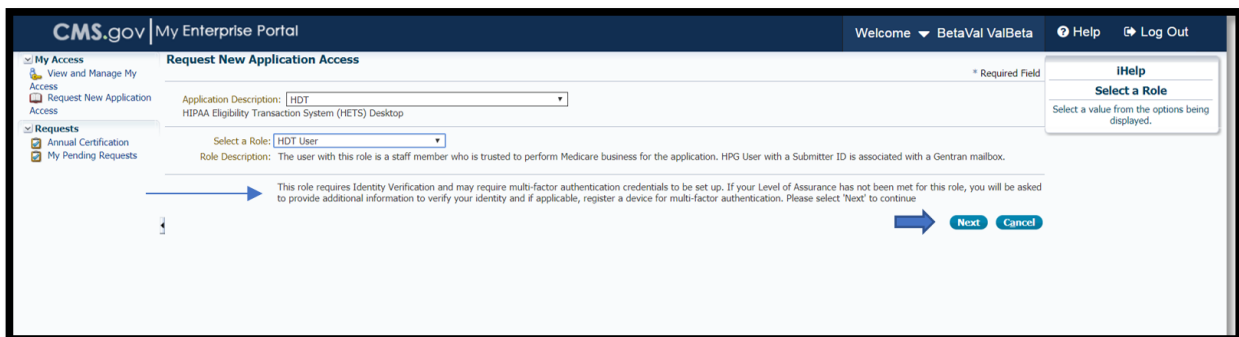 CMS.gov My Enterprise Portal
Welcome BetaVal ValBeta
Help
Log Out
My Access
View and Manage My
Access
Request New Application
Access
Requests
Annual Certification
My Pending Requests
Request New Application Access
* Required Field
Application Description: HDT
HIPAA Eligibility Transaction System (HETS) Desktop
Select a Role: HDT User
Role Description: The user with this role is a staff member who is trusted to perform Medicare business for the application. HPG User with a Submitter ID is associated with a Gentran mailbox.
This role requires Identity Verification and may require multi-factor authentication credentials to be set up. If your Level of Assurance has not been met for this role, you will be asked
to provide additional information to verify your identity and if applicable, register a device for multi-factor authentication. Please select 'Next' to continue
Next Cancel
iHelp
Select a Role
Select a value from the options being
displayed.